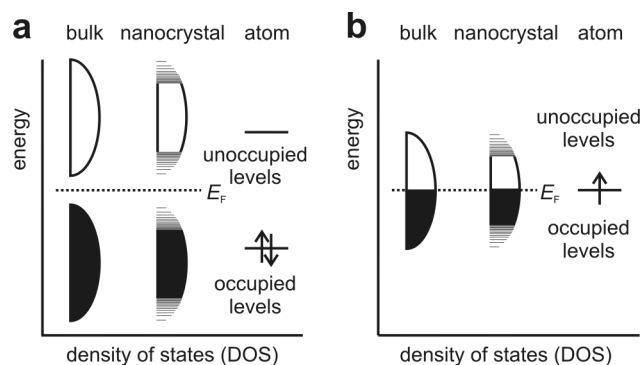 a
bulk nanocrystal atom
energy
unoccupied
levels
EF
occupied
levels
density of states (DOS)
b
bulk nanocrystal atom
energy
unoccupied
levels
EF
occupied
levels
density of states (DOS)